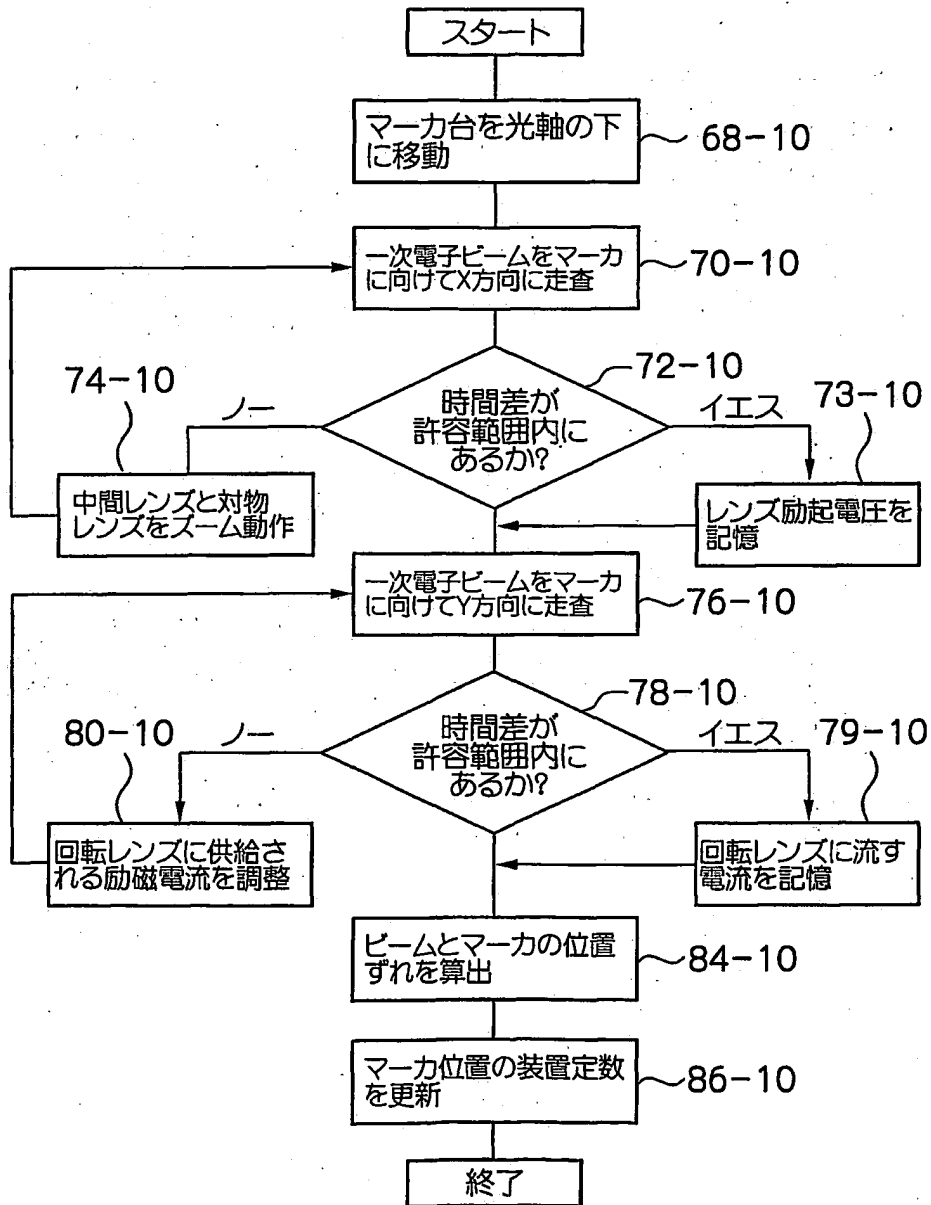 スタート
マーカ台を光軸の下
に移動
68-10
一次電子ビームをマーカ
に向けてX方向に走査
70-10
72-10
時間差が
許容範囲内に
あるか?
ノー
イエス
74-10
中間レンズと対物
レンズをズーム動作
73-10
レンズ励起電圧を
記憶
一次電子ビームをマーカ
に向けてY方向に走査
76-10
78-10
時間差が
許容範囲内に
あるか?
ノー
イエス
80-10
回転レンズに供給さ
れる励磁電流を調整
79-10
回転レンズに流す
電流を記憶
ビームとマーカの位置
ずれを算出
84-10
マーカ位置の装置定数
を更新
86-10
終了